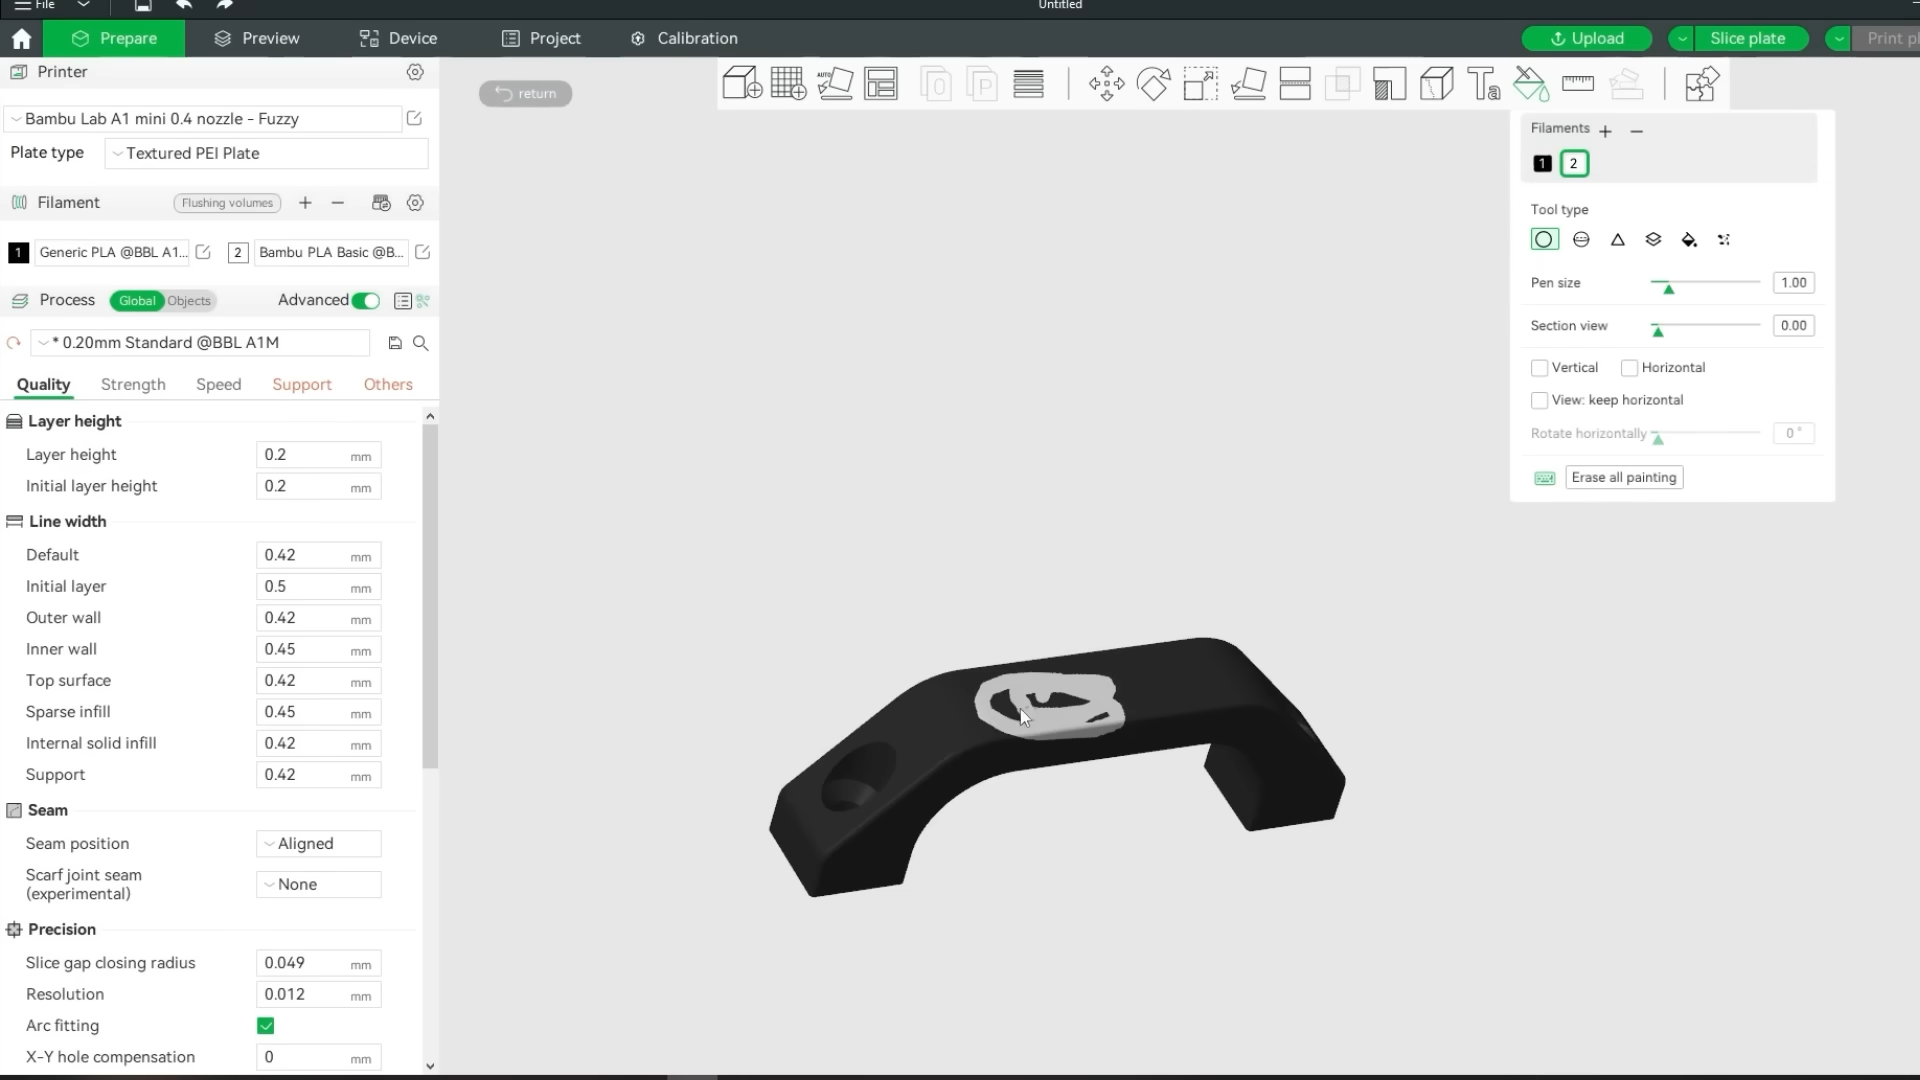 File
Untitled
Prepare Preview Device Project Calibration Upload Slice plate Print pl
Printer
Bambu Lab A1 mini 0.4 nozzle - Fuzzy
Plate type Textured PEI Plate
Filament Flushing volumes + −
1 Generic PLA @BBL A1... 2 Bambu PLA Basic @B...
Process Global Objects Advanced
* 0.20mm Standard @BBL A1M
Quality Strength Speed Support Others
Layer height
Layer height 0.2 mm
Initial layer height 0.2 mm
Line width
Default 0.42 mm
Initial layer 0.5 mm
Outer wall 0.42 mm
Inner wall 0.45 mm
Top surface 0.42 mm
Sparse infill 0.45 mm
Internal solid infill 0.42 mm
Support 0.42 mm
Seam
Seam position Aligned
Scarf joint seam
(experimental) None
Precision
Slice gap closing radius 0.049 mm
Resolution 0.012 mm
Arc fitting
X-Y hole compensation 0 mm
return
AUTO
O P Ta
Filaments + −
1 2
Tool type
Pen size 1.00
Section view 0.00
Vertical Horizontal
View: keep horizontal
Rotate horizontally 0 °
Erase all painting